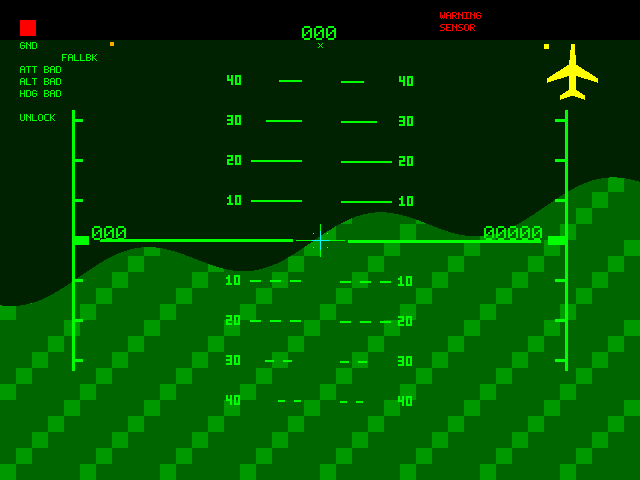 WARNING
SENSOR
000
GND
FALLBK
ATT BAD
ALT BAD
HDG BAD
UNLOCK
40 40
30 30
20 20
10 10
000 00000
10 10
20 20
30 30
40 40